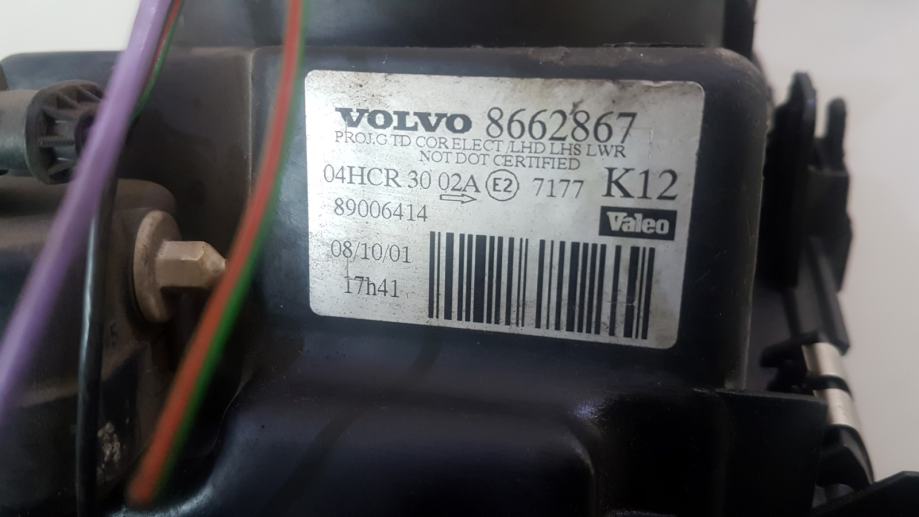 VOLVO 8662867
PROJ.G TD COR.ELECT /LHD LHS LWR
NOT DOT CERTIFIED
04HCR 30 02A E2 7177 K12
89006414
Valeo
08/10/01
17h41